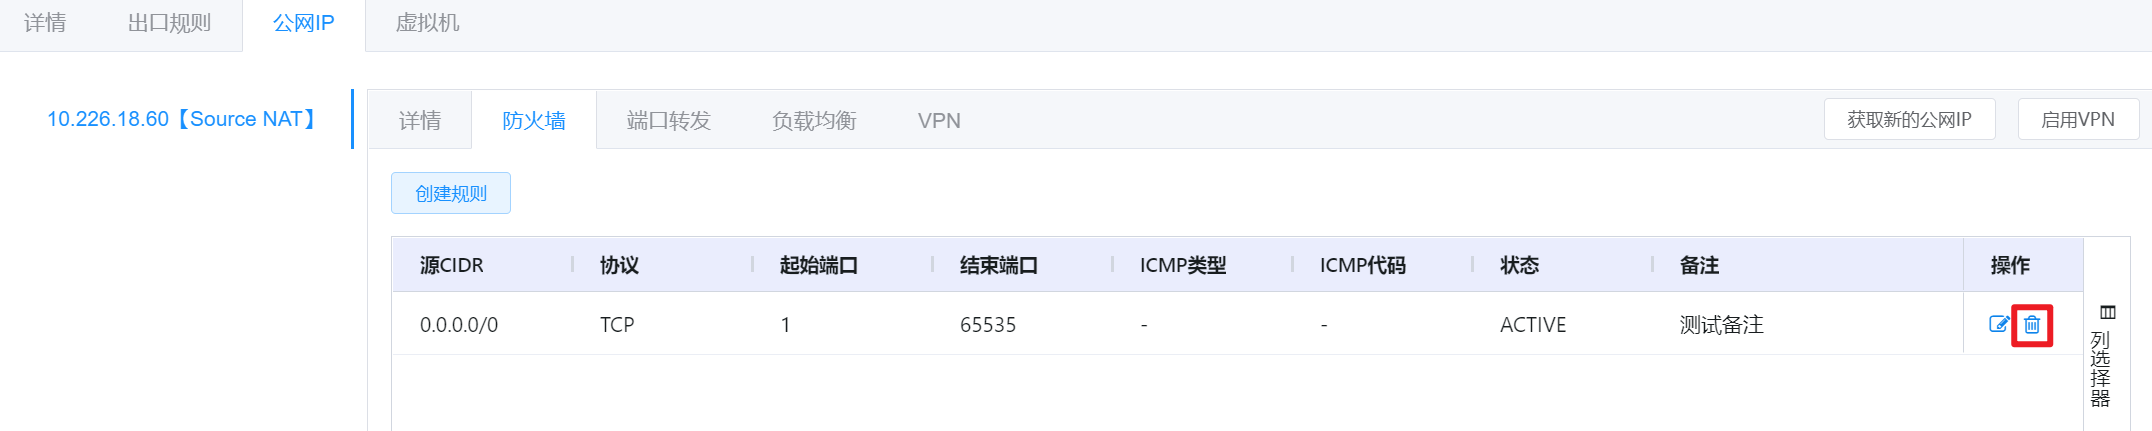 详情 出口规则 公网IP 虚拟机
10.226.18.60【Source NAT】
详情 防火墙 端口转发 负载均衡 VPN 获取新的公网IP 启用VPN
创建规则
源CIDR 协议 起始端口 结束端口 ICMP类型 ICMP代码 状态 备注 操作
0.0.0.0/0 TCP 1 65535 - - ACTIVE 测试备注
列选择器